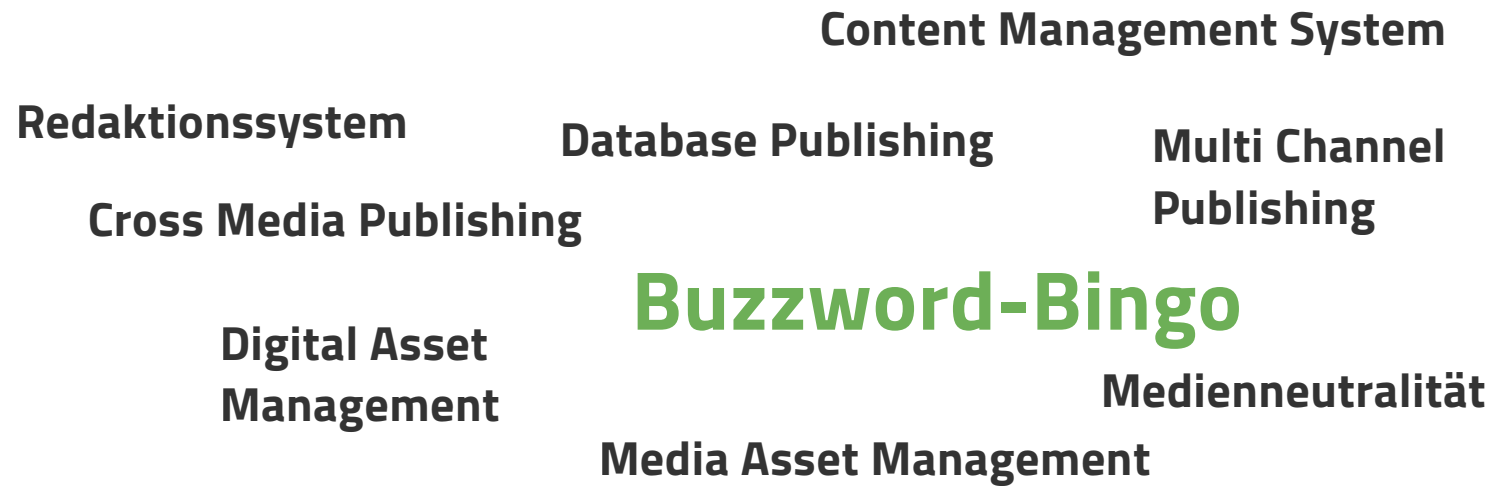 Content Management System
Redaktionssystem
Database Publishing
Multi Channel
Publishing
Cross Media Publishing
Buzzword-Bingo
Digital Asset
Management
Medienneutralität
Media Asset Management